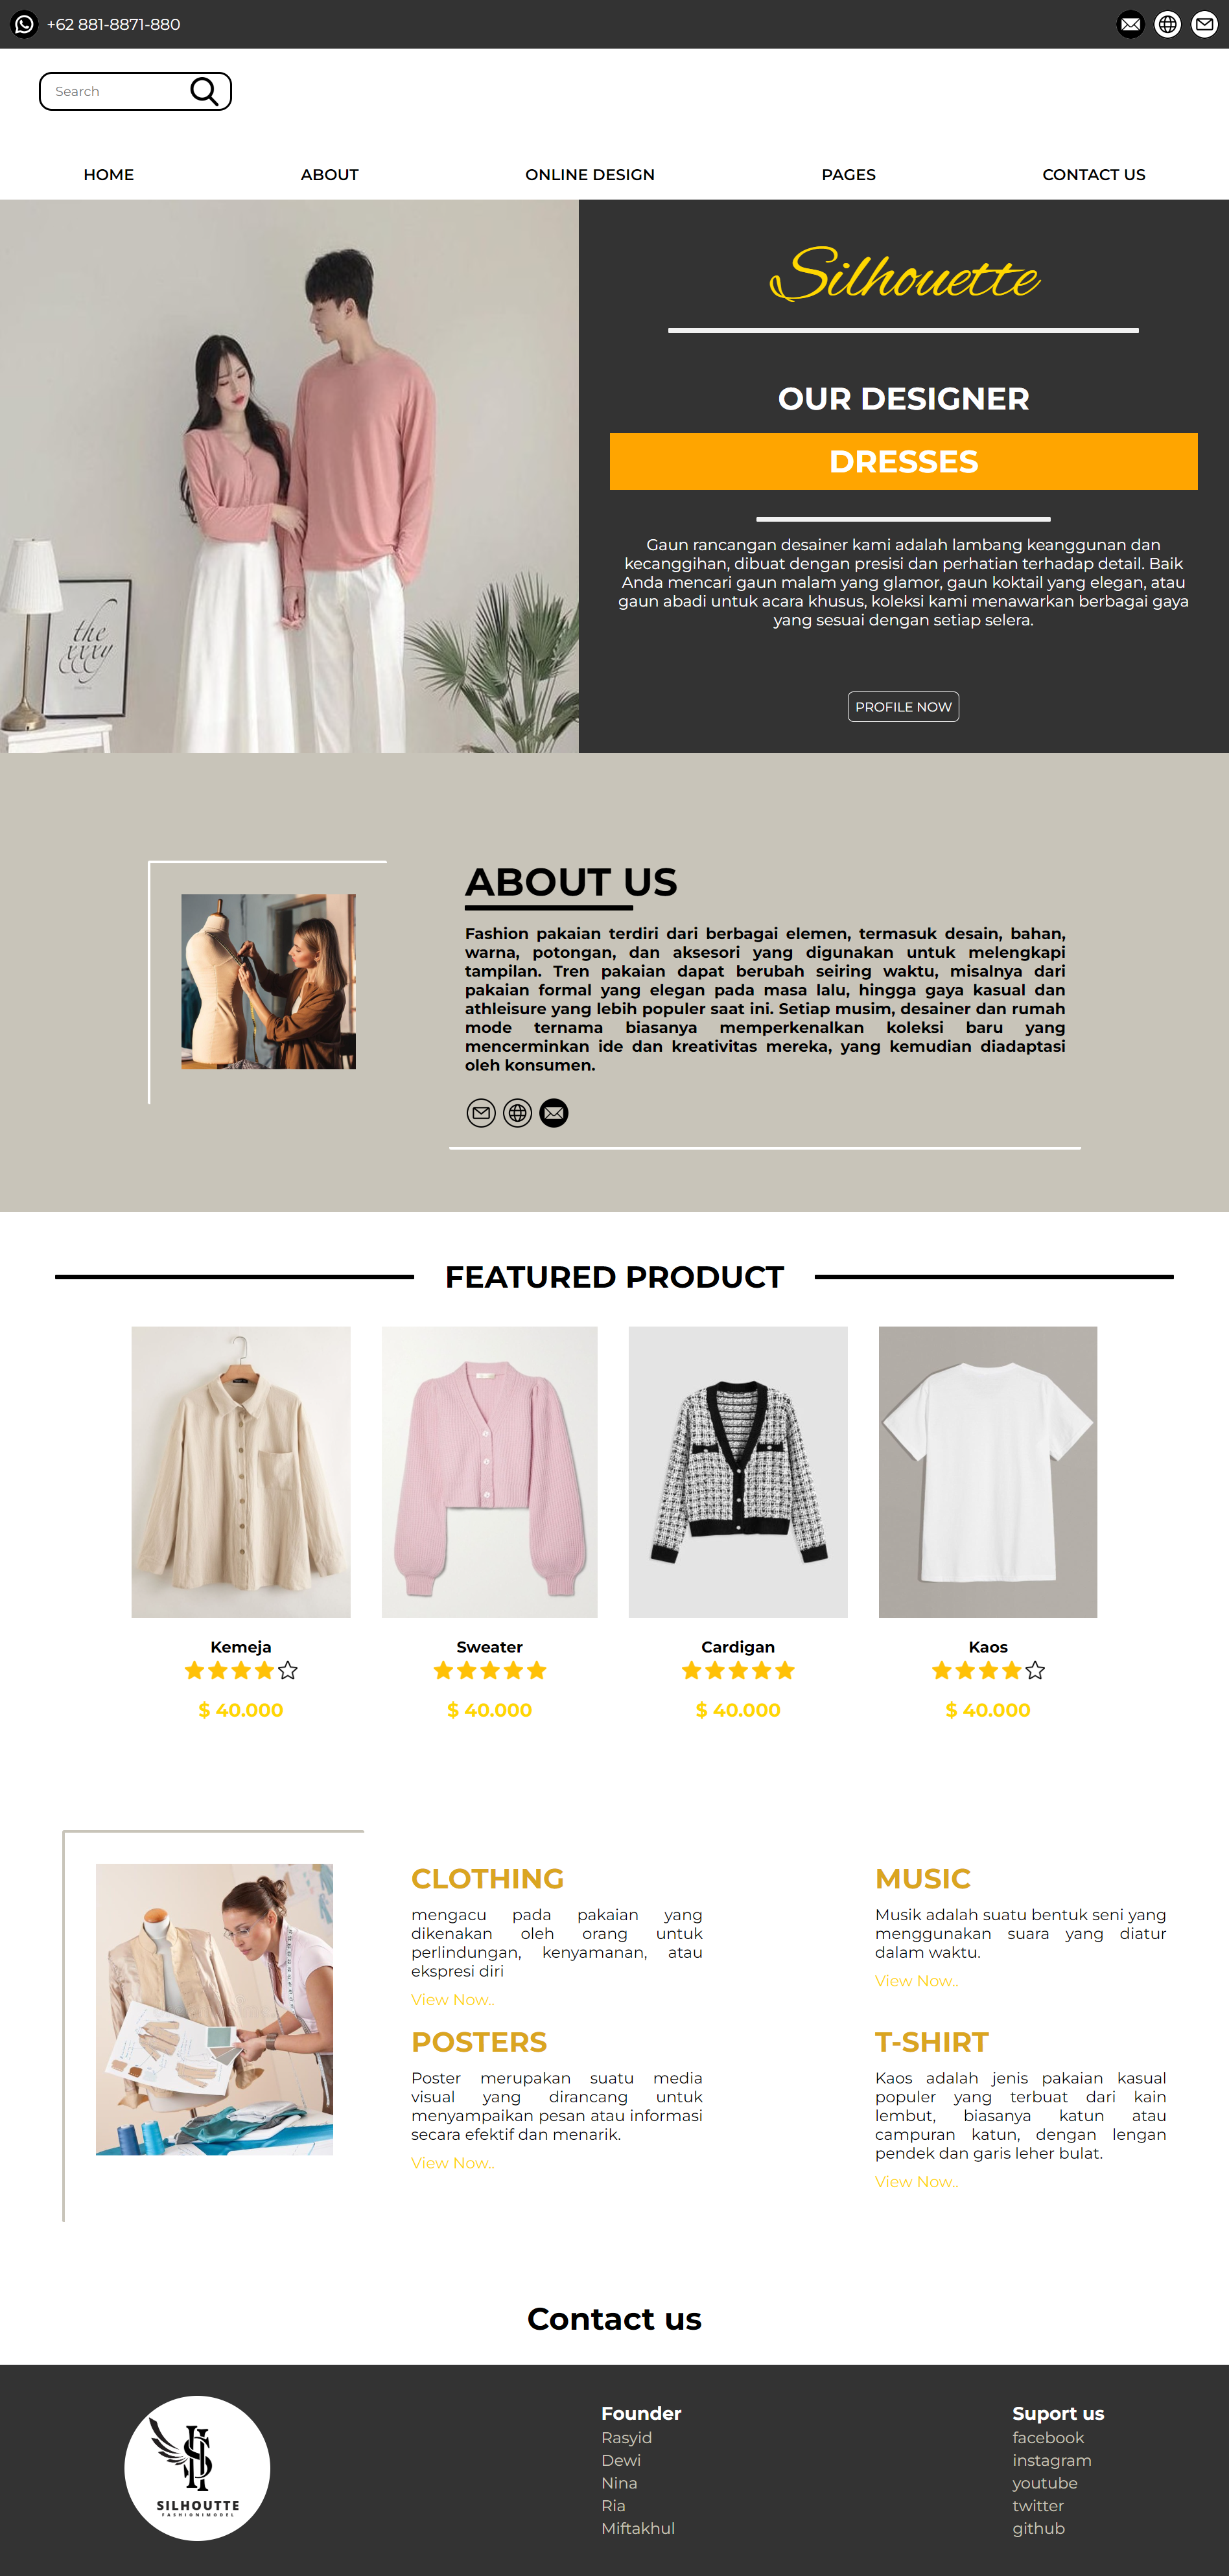 +62 881-8871-880
Search
HOME
ABOUT
ONLINE DESIGN
PAGES
CONTACT US
the
xxxy
Silhouette
OUR DESIGNER
DRESSES
Gaun rancangan desainer kami adalah lambang keanggunan dan
kecanggihan, dibuat dengan presisi dan perhatian terhadap detail. Baik
Anda mencari gaun malam yang glamor, gaun koktail yang elegan, atau
gaun abadi untuk acara khusus, koleksi kami menawarkan berbagai gaya
yang sesuai dengan setiap selera.
PROFILE NOW
ABOUT US
Fashion pakaian terdiri dari berbagai elemen, termasuk desain, bahan,
warna, potongan, dan aksesori yang digunakan untuk melengkapi
tampilan. Tren pakaian dapat berubah seiring waktu, misalnya dari
pakaian formal yang elegan pada masa lalu, hingga gaya kasual dan
athleisure yang lebih populer saat ini. Setiap musim, desainer dan rumah
mode ternama biasanya memperkenalkan koleksi baru yang
mencerminkan ide dan kreativitas mereka, yang kemudian diadaptasi
oleh konsumen.
FEATURED PRODUCT
Kemeja
$ 40.000
Sweater
$ 40.000
Cardigan
$ 40.000
Kaos
$ 40.000
CLOTHING
mengacu pada pakaian yang
dikenakan oleh orang untuk
perlindungan, kenyamanan, atau
ekspresi diri
View Now..
MUSIC
Musik adalah suatu bentuk seni yang
menggunakan suara yang diatur
dalam waktu.
View Now..
POSTERS
Poster merupakan suatu media
visual yang dirancang untuk
menyampaikan pesan atau informasi
secara efektif dan menarik.
View Now..
T-SHIRT
Kaos adalah jenis pakaian kasual
populer yang terbuat dari kain
lembut, biasanya katun atau
campuran katun, dengan lengan
pendek dan garis leher bulat.
View Now..
Contact us
SILHOUTTE
FASHION|MODEL
Founder
Rasyid
Dewi
Nina
Ria
Miftakhul
Suport us
facebook
instagram
youtube
twitter
github